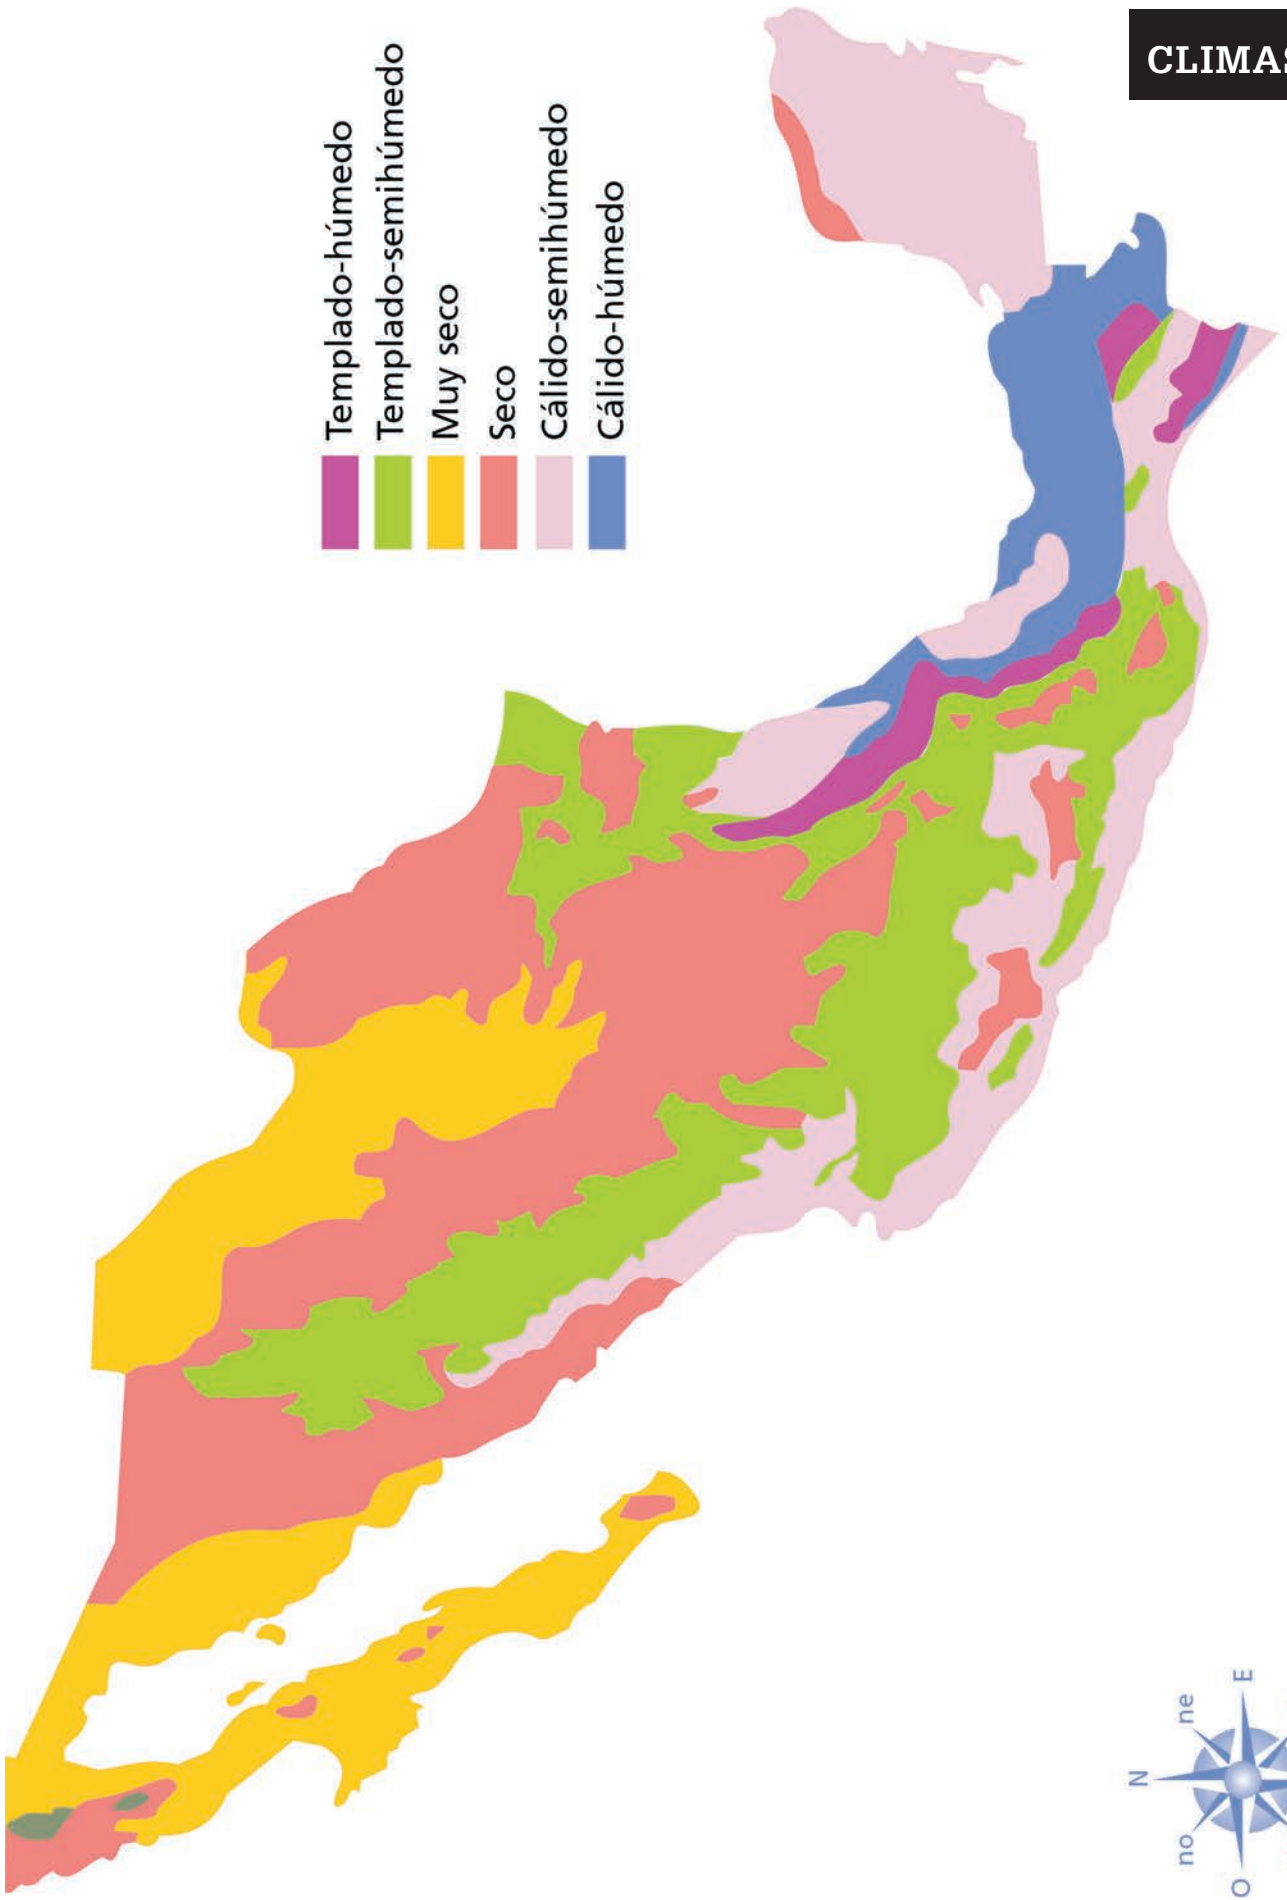 CLIMAS
Templado-húmedo
Templado-semihúmedo
Muy seco
Seco
Cálido-semihúmedo
Cálido-húmedo
N
no
ne
O
E